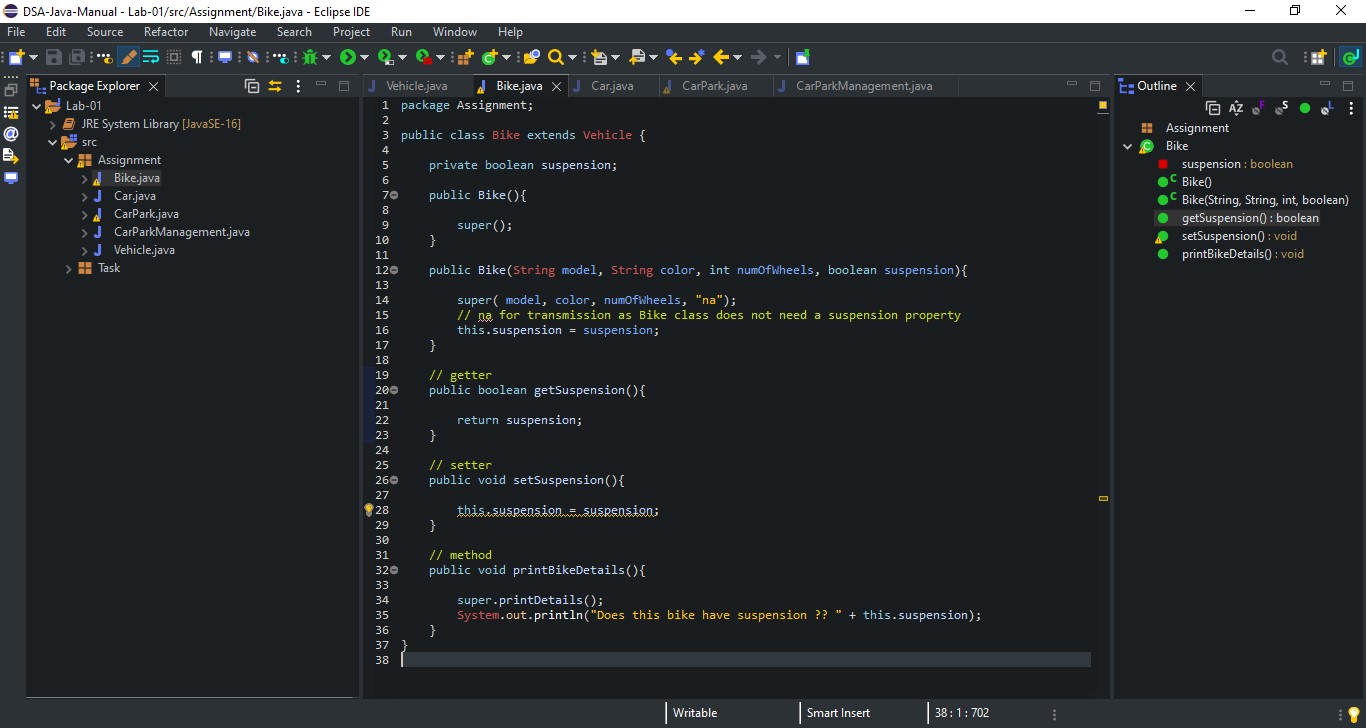 DSA-Java-Manual - Lab-01/src/Assignment/Bike.java - Eclipse IDE
File Edit Source Refactor Navigate Search Project Run Window Help
Package Explorer
Lab-01
JRE System Library [JavaSE-16]
src
Assignment
Bike.java
Car.java
CarPark.java
CarParkManagement.java
Vehicle.java
Task
Vehicle.java Bike.java Car.java CarPark.java CarParkManagement.java
1 package Assignment;
2
3 public class Bike extends Vehicle {
4
5 private boolean suspension;
6
7 public Bike(){
8
9 super();
10 }
11
12 public Bike(String model, String color, int numOfWheels, boolean suspension){
13
14 super( model, color, numOfWheels, "na");
15 // na for transmission as Bike class does not need a suspension property
16 this.suspension = suspension;
17 }
18
19 // getter
20 public boolean getSuspension(){
21
22 return suspension;
23 }
24
25 // setter
26 public void setSuspension(){
27
28 this.suspension = suspension;
29 }
30
31 // method
32 public void printBikeDetails(){
33
34 super.printDetails();
35 System.out.println("Does this bike have suspension ?? " + this.suspension);
36 }
37 }
38
Outline
Assignment
Bike
suspension : boolean
Bike()
Bike(String, String, int, boolean)
getSuspension() : boolean
setSuspension() : void
printBikeDetails() : void
Writable Smart Insert 38 : 1 : 702